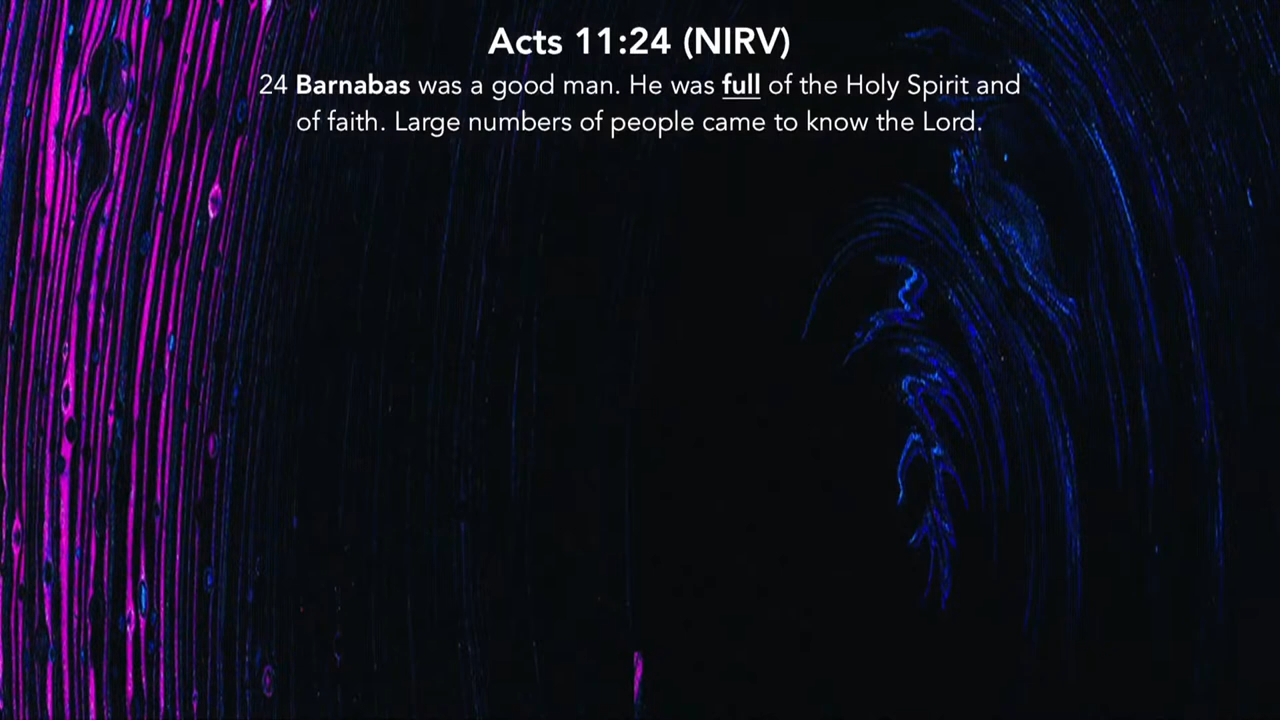 Acts 11:24 (NIRV)
24 Barnabas was a good man. He was full of the Holy Spirit and
of faith. Large numbers of people came to know the Lord.